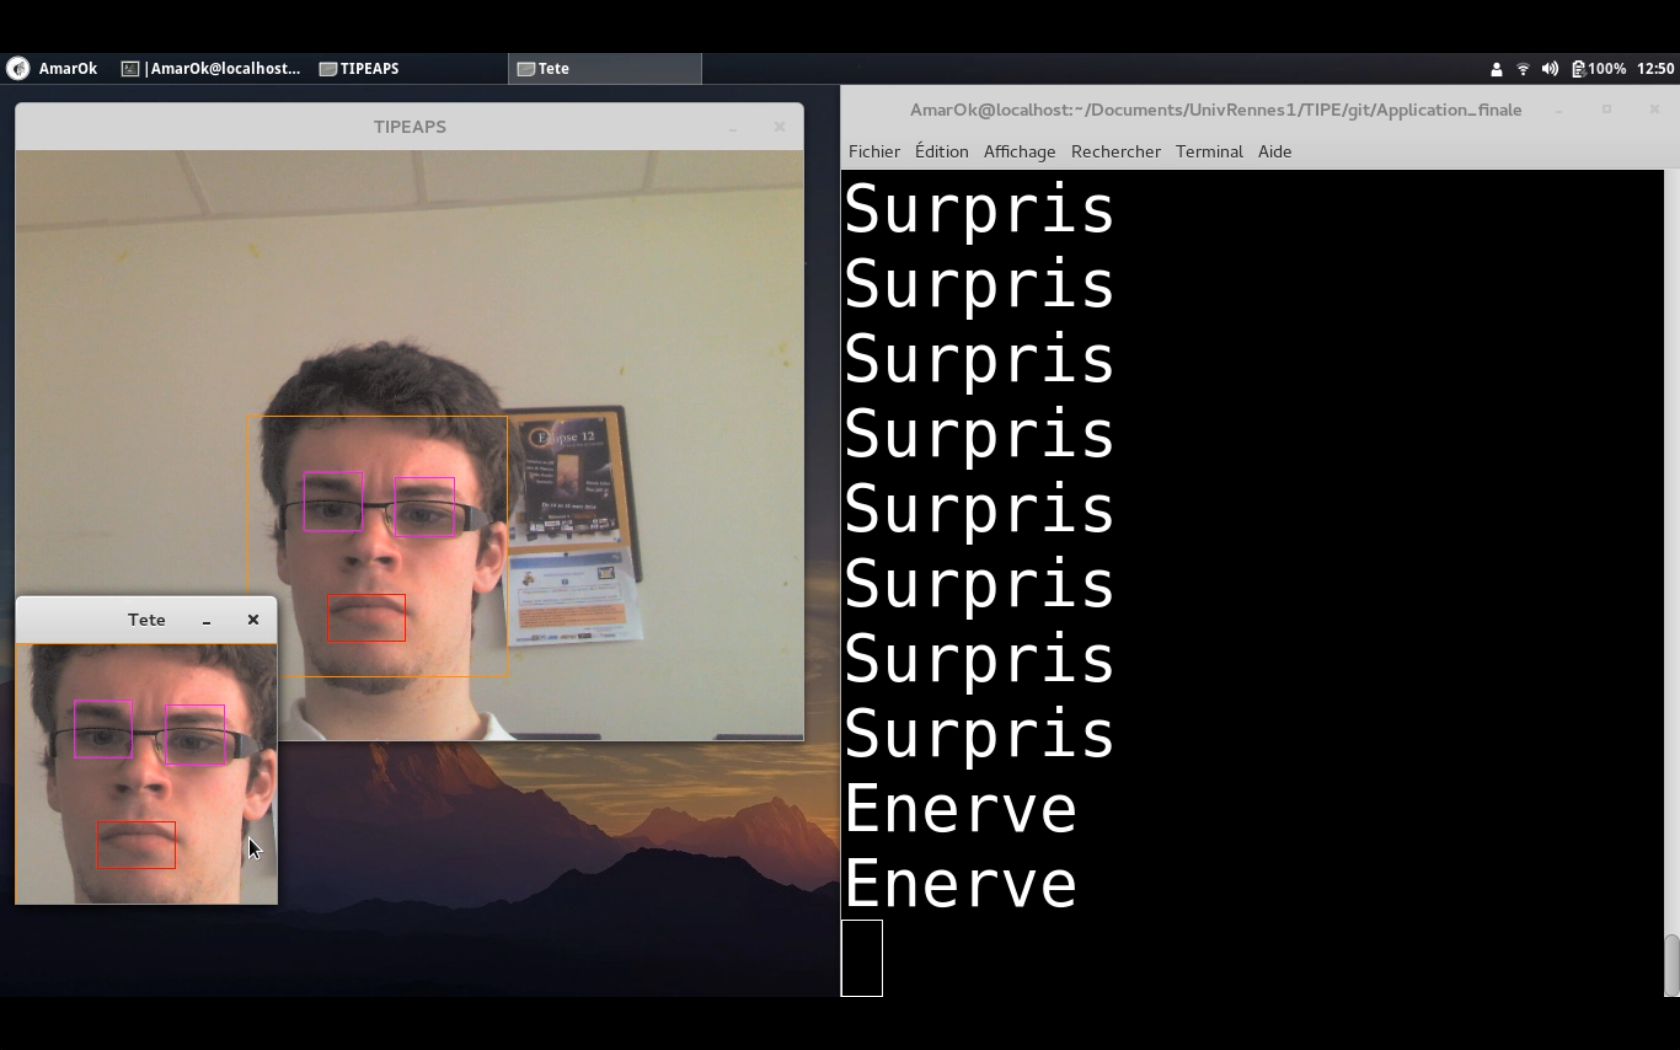 AmarOk
|AmarOk@localhost...
TIPEAPS
Tete
100%
12:50
TIPEAPS
AmarOk@localhost:~/Documents/UnivRennes1/TIPE/git/Application_finale
Fichier Édition Affichage Rechercher Terminal Aide
Surpris
Surpris
Surpris
Surpris
Surpris
Surpris
Surpris
Surpris
Enerve
Enerve
Eclipse 12
Tete